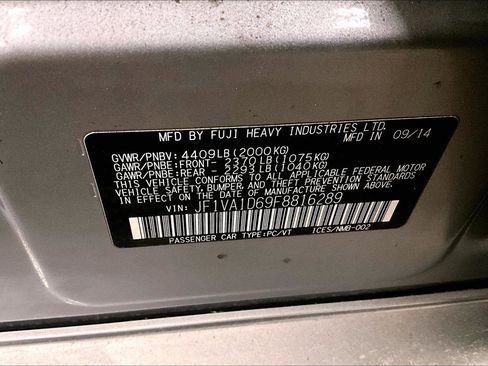 MFD BY FUJI HEAVY INDUSTRIES LTD.
MFD IN 09/14
GVWR/PNBV: 4409LB (2000KG)
GAWR/PNBE: FRONT- 2370LB (1075KG)
GAWR/PNBE: REAR - 2293LB (1040KG)
THIS VEHICLE CONFORMS TO ALL APPLICABLE FEDERAL MOTOR
VEHICLE SAFETY, BUMPER, AND THEFT PREVENTION STANDARDS
IN EFFECT ON THE DATE OF MANUFACTURE SHOWN ABOVE.
VIN: JF1VA1D69F8816289
PASSENGER CAR TYPE:PC/VT ICES/NMB-002